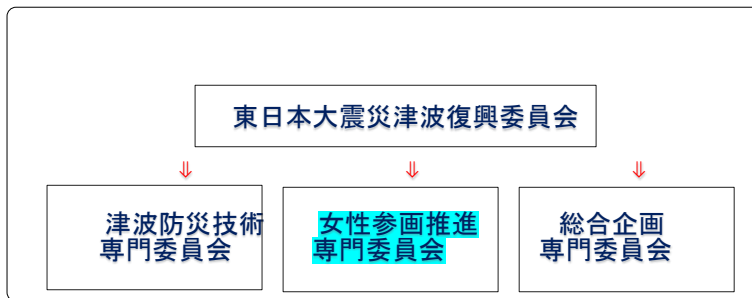 東日本大震災津波復興委員会
⇓ ⇓ ⇓
津波防災技術
専門委員会
女性参画推進
専門委員会
総合企画
専門委員会